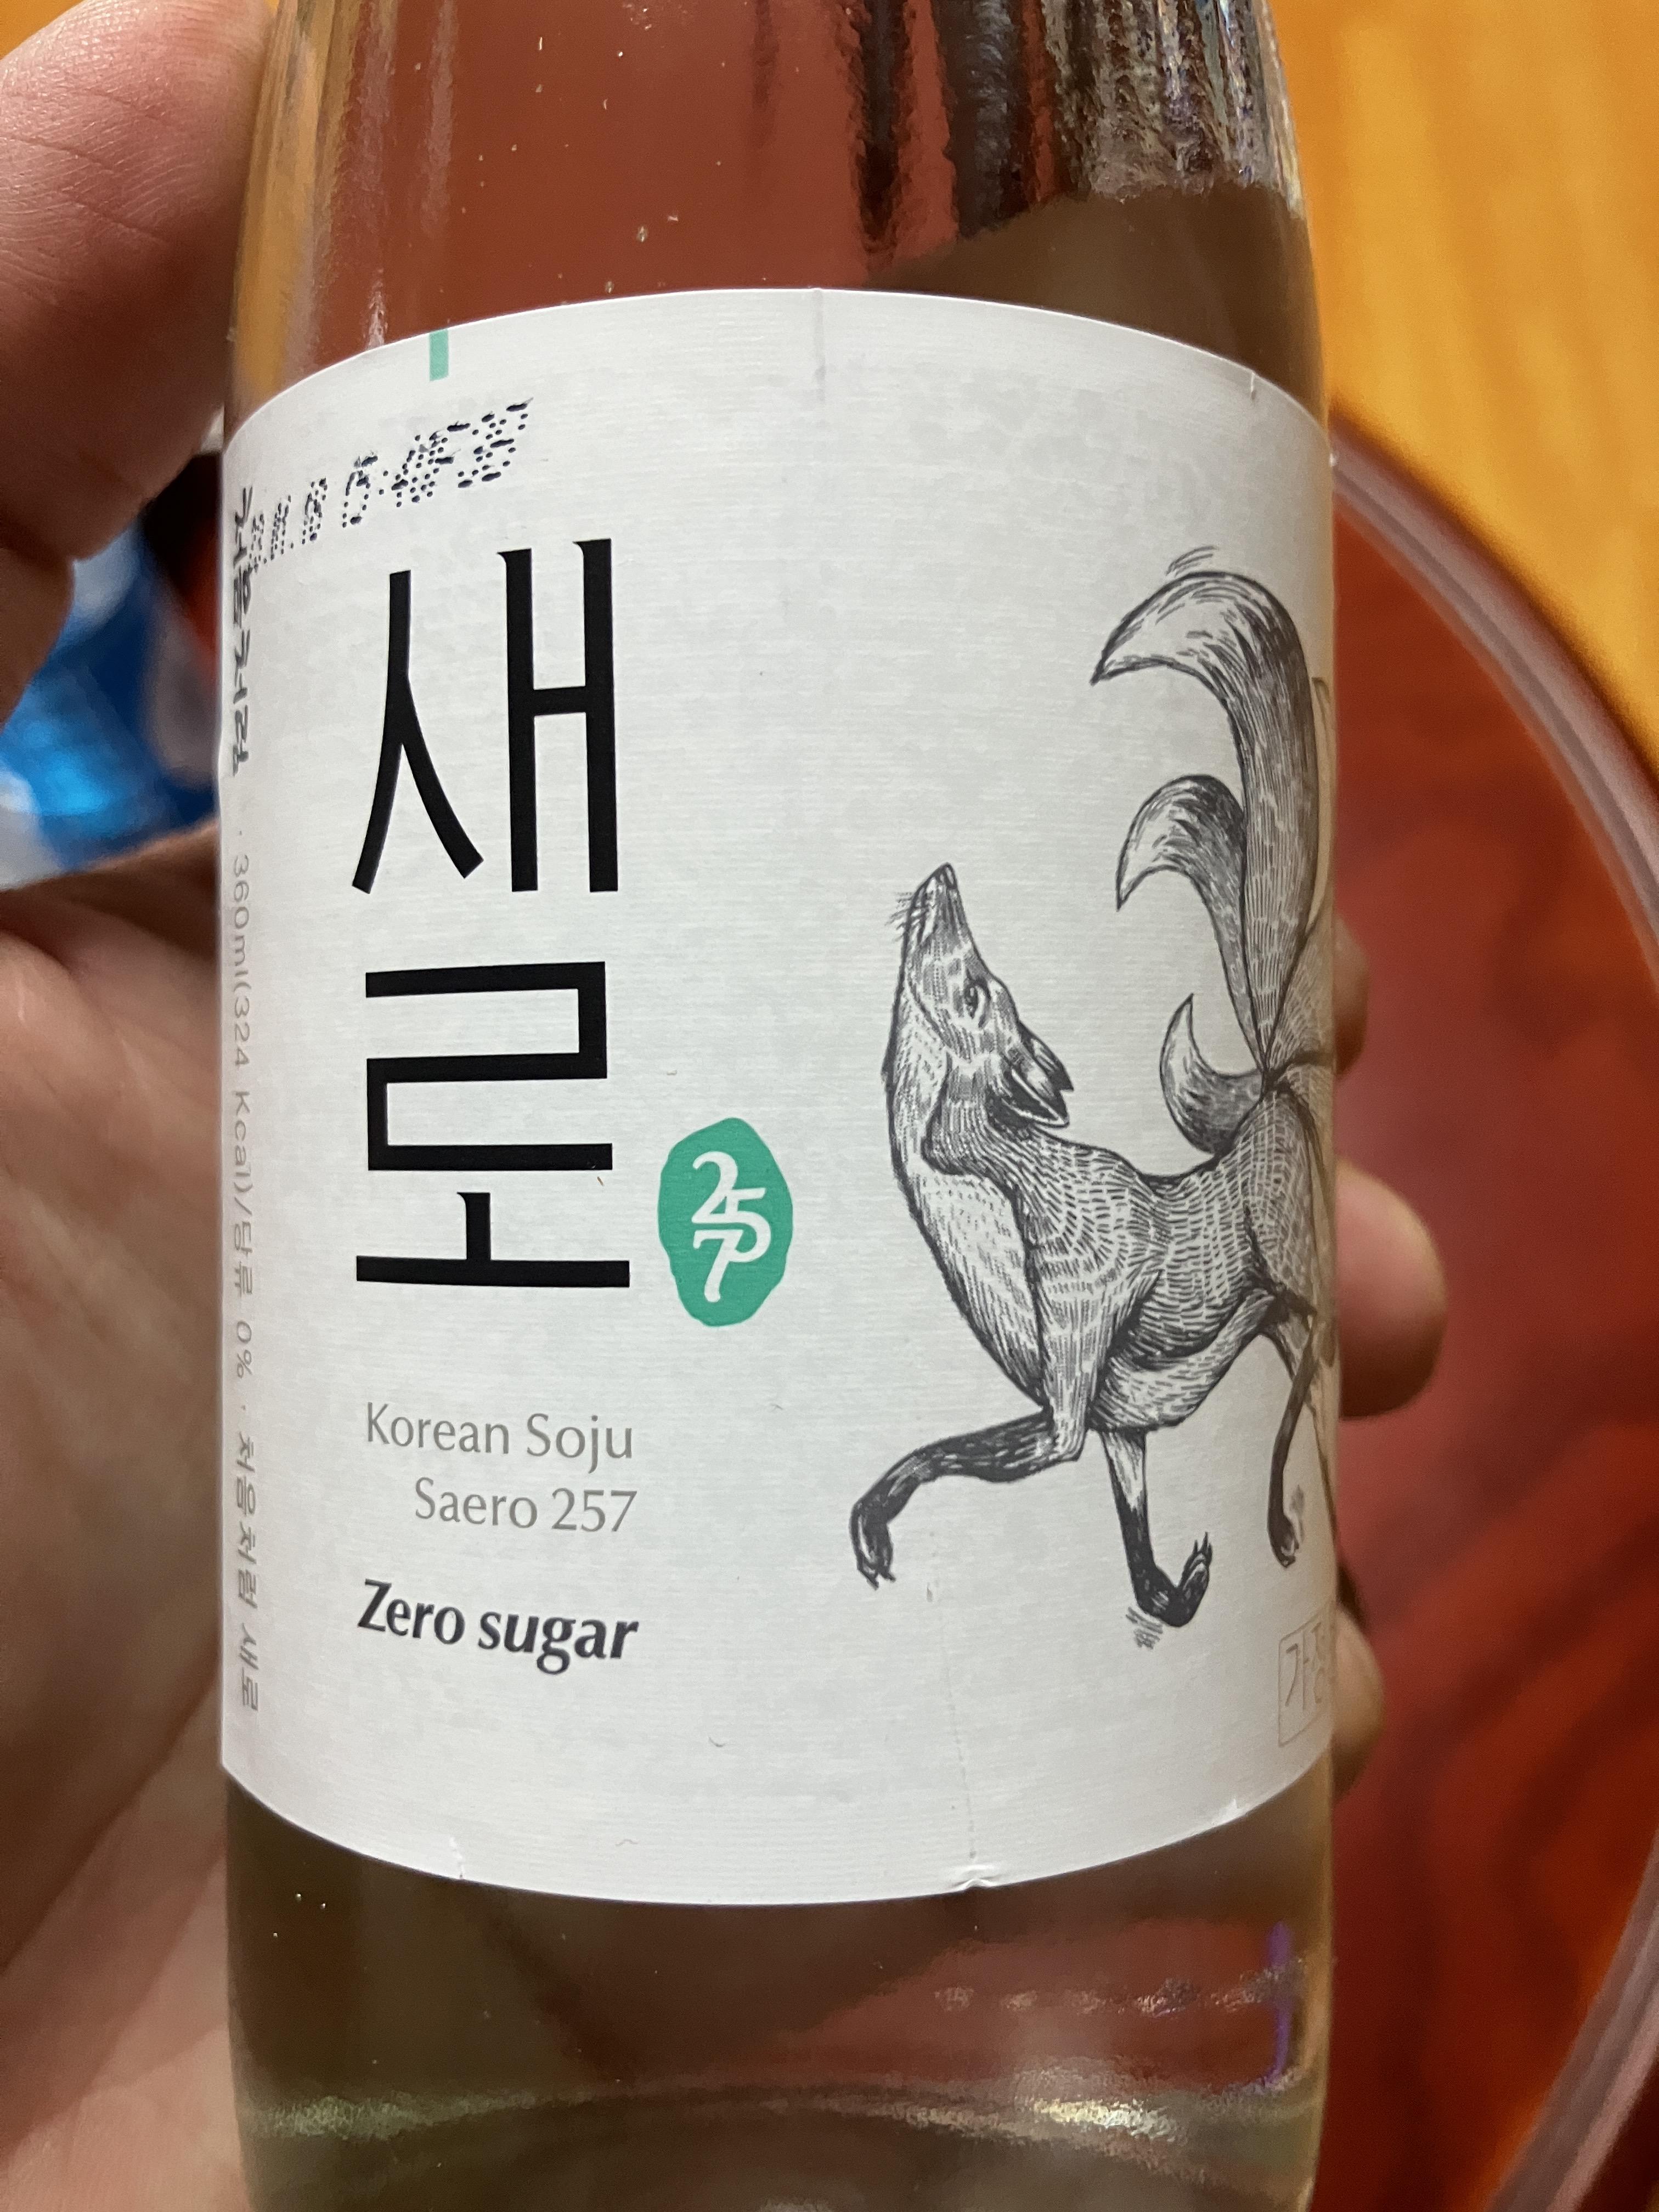 새로
257
Korean Soju
Saero 257
Zero sugar
360ml(324 Kcal)/당류 0% · 처음처럼 새로